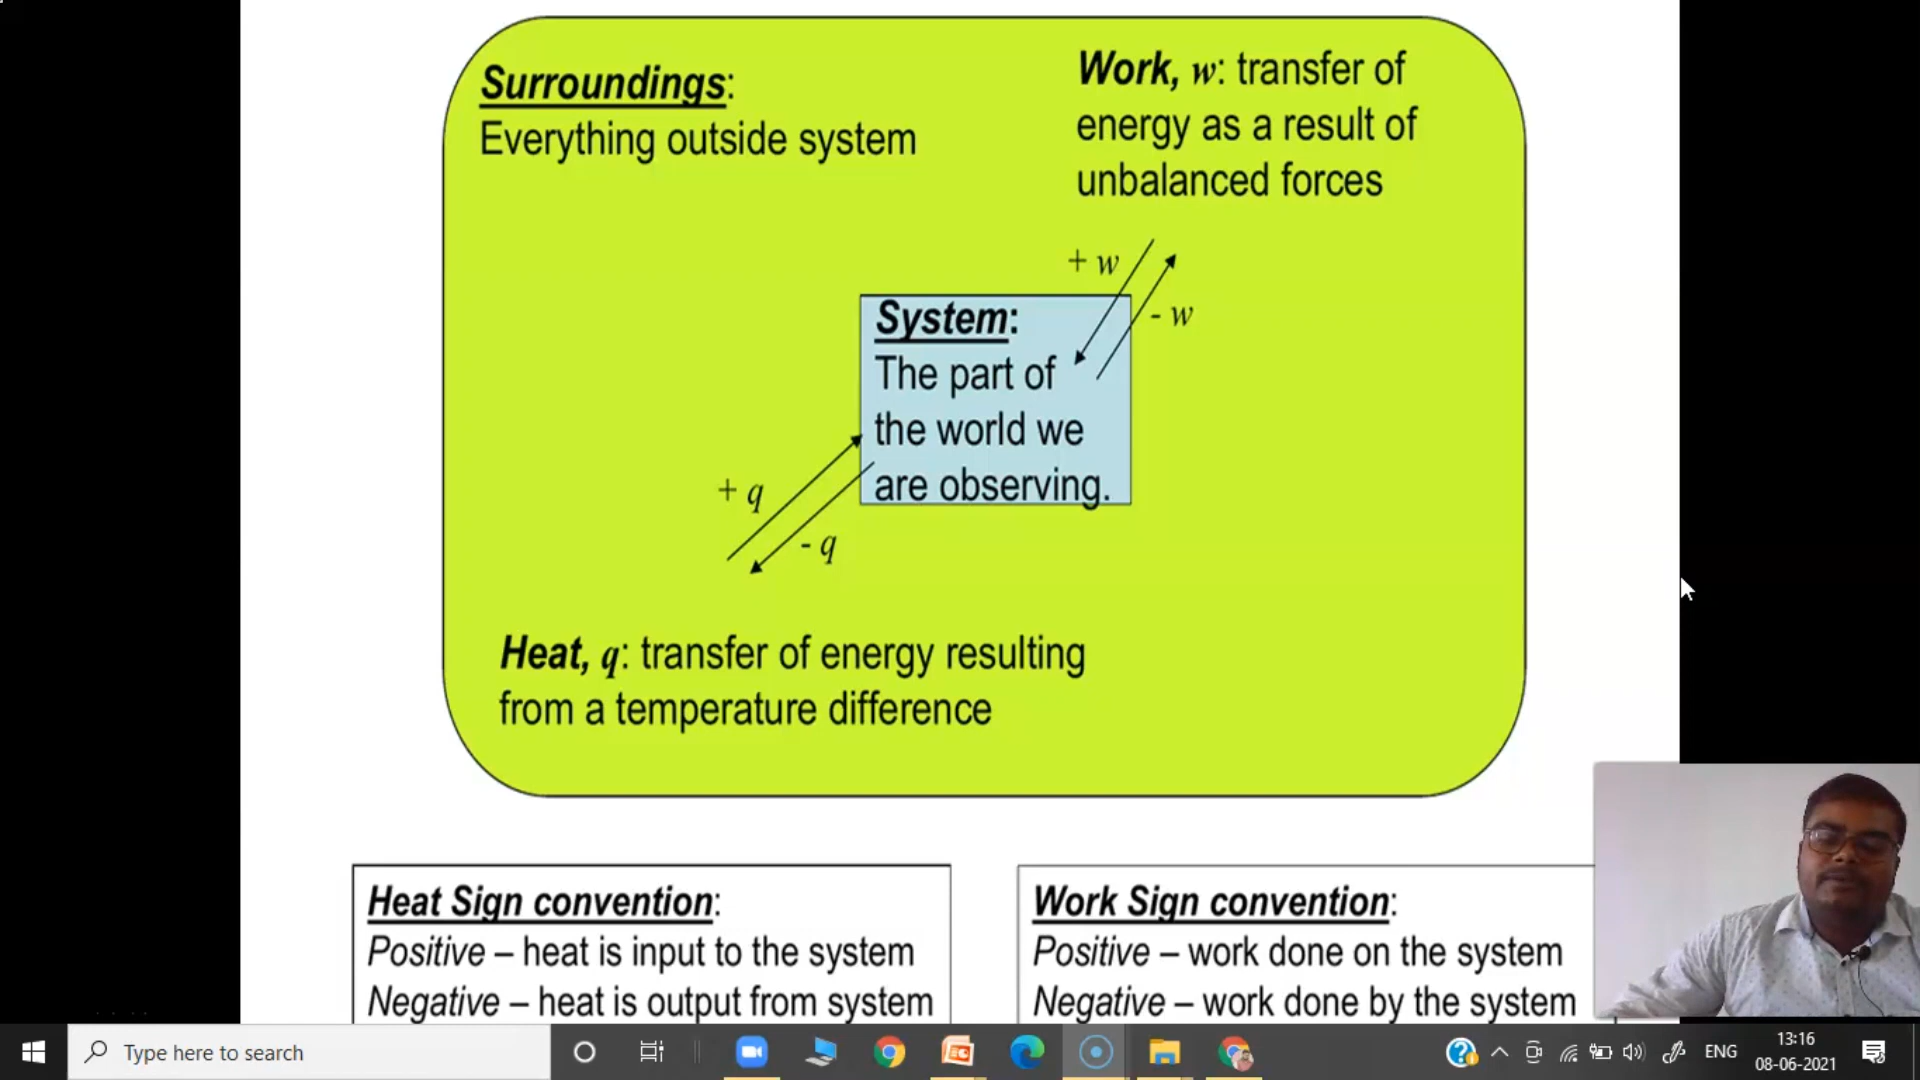 Surroundings:
Everything outside system
Work, w: transfer of
energy as a result of
unbalanced forces
+ w
- w
System:
The part of
the world we
are observing.
+ q
- q
Heat, q: transfer of energy resulting
from a temperature difference
Heat Sign convention:
Positive – heat is input to the system
Negative – heat is output from system
Work Sign convention:
Positive – work done on the system
Negative – work done by the system
Type here to search
ENG
13:16
08-06-2021